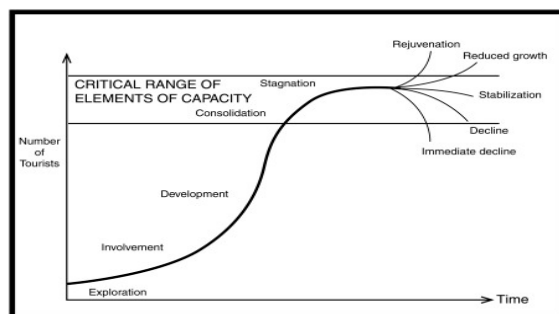 Rejuvenation
Reduced growth
CRITICAL RANGE OF
ELEMENTS OF CAPACITY
Stagnation
Stabilization
Consolidation
Decline
Number
of
Tourists
Immediate decline
Development
Involvement
Exploration
Time